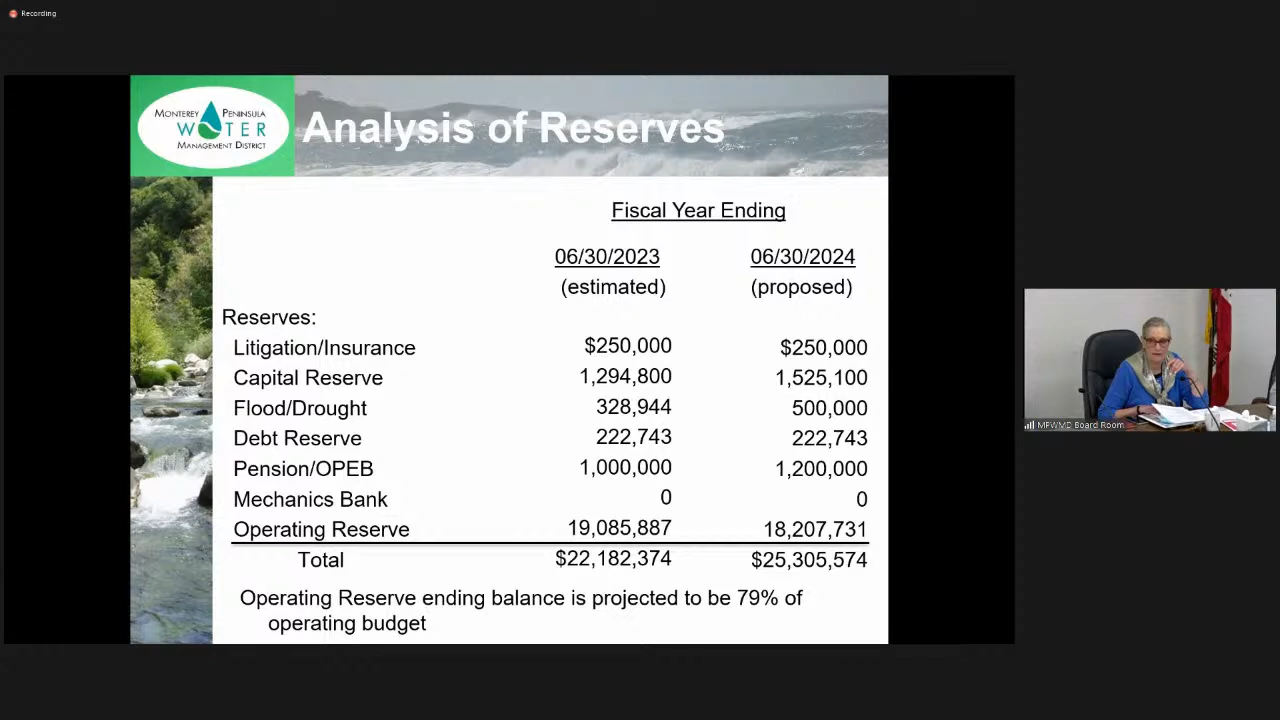 Recording
MONTEREY PENINSULA
WATER
MANAGEMENT DISTRICT
Analysis of Reserves
Fiscal Year Ending
06/30/2023 06/30/2024
(estimated) (proposed)
Reserves:
Litigation/Insurance $250,000 $250,000
Capital Reserve 1,294,800 1,525,100
Flood/Drought 328,944 500,000
Debt Reserve 222,743 222,743
Pension/OPEB 1,000,000 1,200,000
Mechanics Bank 0 0
Operating Reserve 19,085,887 18,207,731
Total $22,182,374 $25,305,574
Operating Reserve ending balance is projected to be 79% of
operating budget
MPWMD Board Room